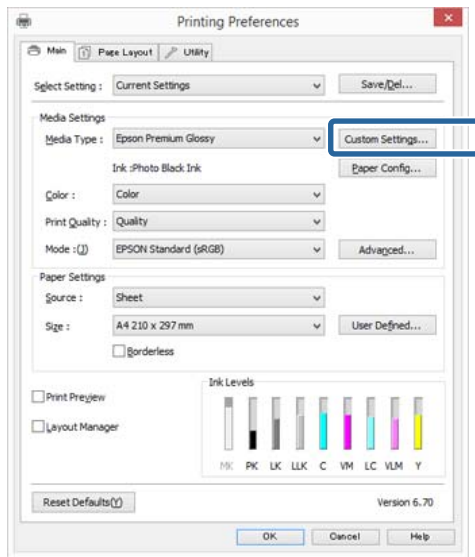 Printing Preferences
Main Page Layout Utility
Select Setting : Current Settings Save/Del...
Media Settings
Media Type : Epson Premium Glossy Custom Settings...
Ink :Photo Black Ink Paper Config...
Color : Color
Print Quality : Quality
Mode :(J) EPSON Standard (sRGB) Advanced...
Paper Settings
Source : Sheet
Size : A4 210 x 297 mm User Defined...
Borderless
Print Preview
Layout Manager
Ink Levels
MK PK LK LLK C VM LC VLM Y
Reset Defaults(Y) Version 6.70
OK Cancel Help